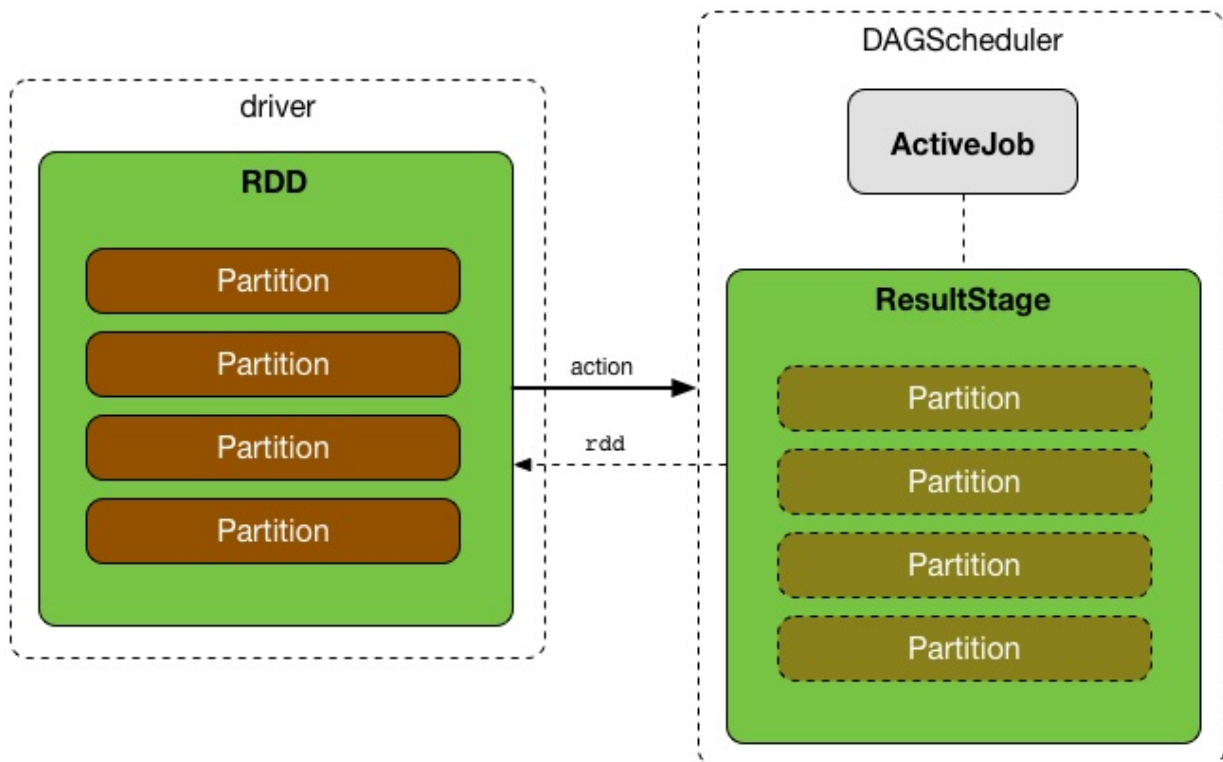 driver
RDD
Partition
Partition
Partition
Partition
action
rdd
DAGScheduler
ActiveJob
ResultStage
Partition
Partition
Partition
Partition